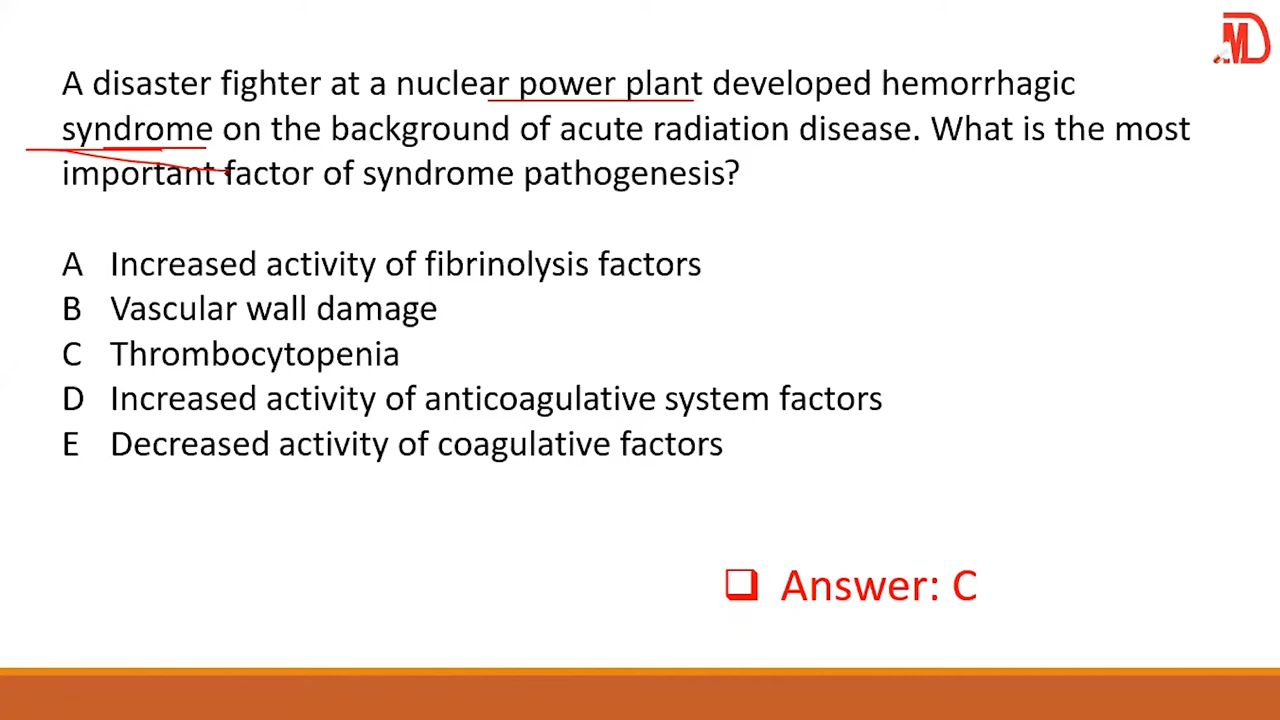 MD
A disaster fighter at a nuclear power plant developed hemorrhagic
syndrome on the background of acute radiation disease. What is the most
important factor of syndrome pathogenesis?
A Increased activity of fibrinolysis factors
B Vascular wall damage
C Thrombocytopenia
D Increased activity of anticoagulative system factors
E Decreased activity of coagulative factors
❑ Answer: C